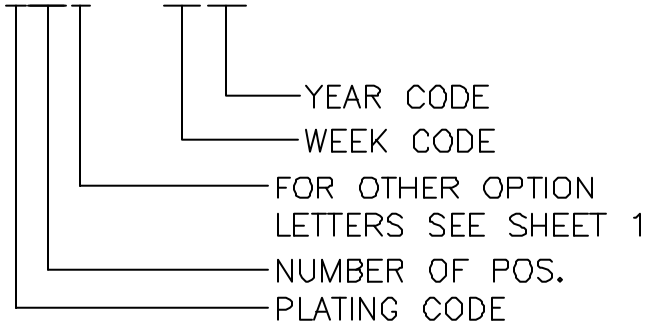 YEAR CODE
WEEK CODE
FOR OTHER OPTION
LETTERS SEE SHEET 1
NUMBER OF POS.
PLATING CODE